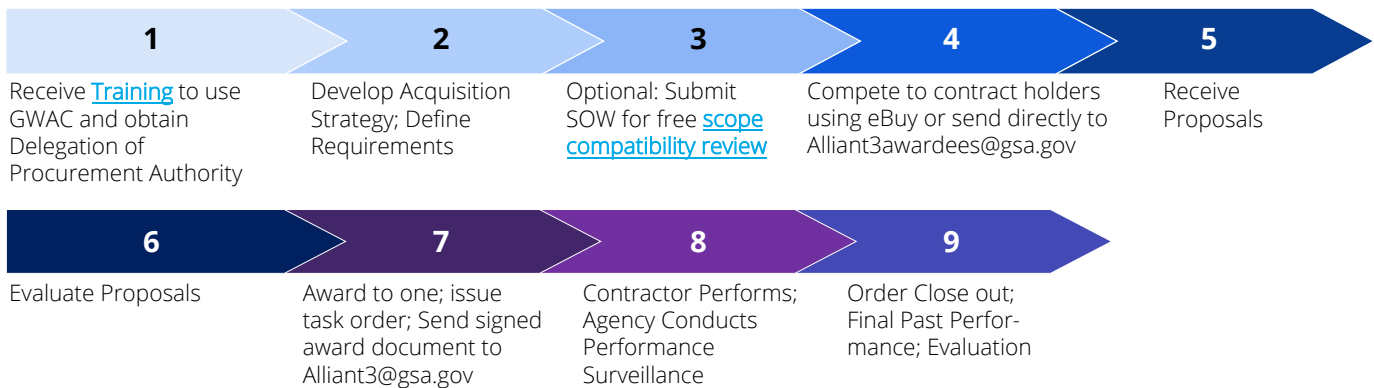 1
Receive Training to use
GWAC and obtain
Delegation of
Procurement Authority
2
Develop Acquisition
Strategy; Define
Requirements
3
Optional: Submit
SOW for free scope
compatibility review
4
Compete to contract holders
using eBuy or send directly to
Alliant3awardees@gsa.gov
5
Receive
Proposals
6
Evaluate Proposals
7
Award to one; issue
task order; Send signed
award document to
Alliant3@gsa.gov
8
Contractor Performs;
Agency Conducts
Performance
Surveillance
9
Order Close out;
Final Past Perfor-
mance; Evaluation